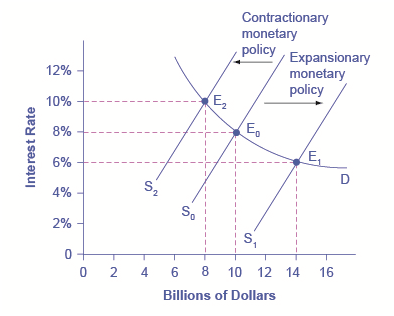 Contractionary
monetary
policy
Expansionary
monetary
policy
12%
10%
8%
6%
4%
2%
0
Interest Rate
E2
E0
E1
D
S2
S0
S1
0 2 4 6 8 10 12 14 16
Billions of Dollars